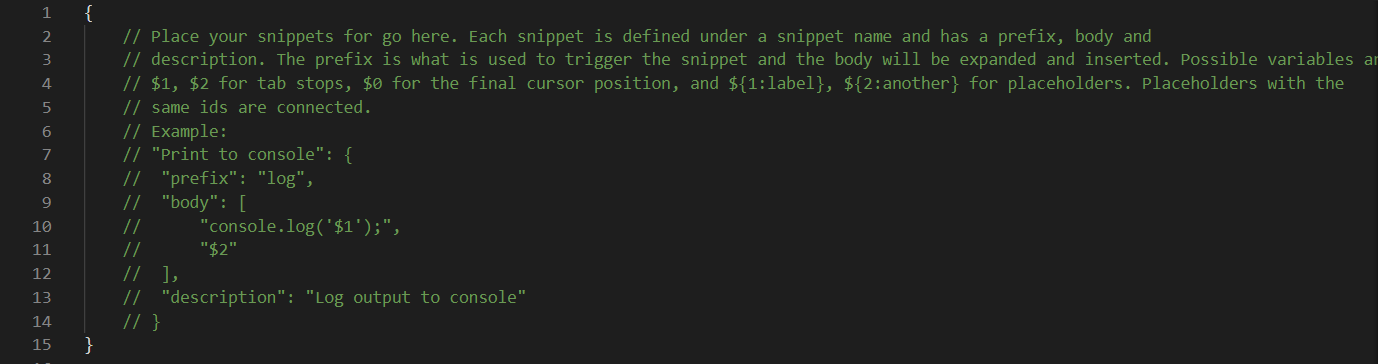 1 {
2 // Place your snippets for go here. Each snippet is defined under a snippet name and has a prefix, body and
3 // description. The prefix is what is used to trigger the snippet and the body will be expanded and inserted. Possible variables
4 // $1, $2 for tab stops, $0 for the final cursor position, and ${1:label}, ${2:another} for placeholders. Placeholders with the
5 // same ids are connected.
6 // Example:
7 // "Print to console": {
8 //  "prefix": "log",
9 //  "body": [
10 //      "console.log('$1');",
11 //      "$2"
12 //  ],
13 //  "description": "Log output to console"
14 // }
15 }